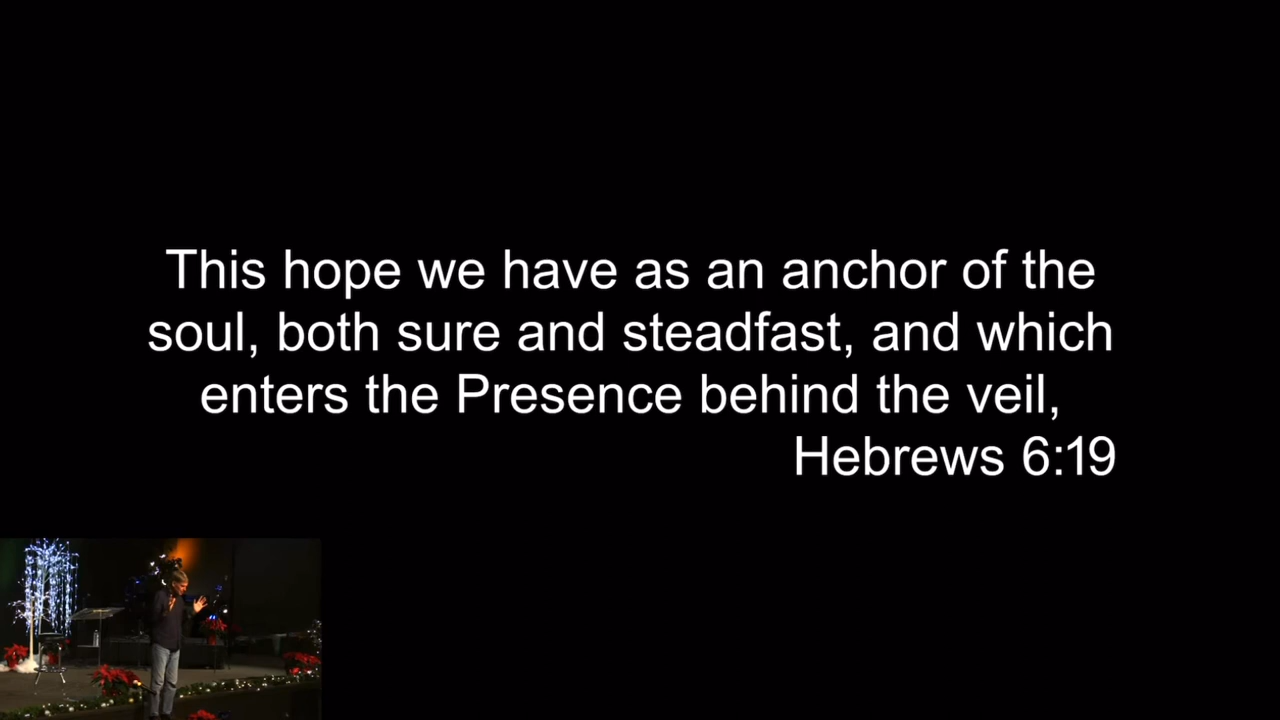 This hope we have as an anchor of the
soul, both sure and steadfast, and which
enters the Presence behind the veil,
Hebrews 6:19